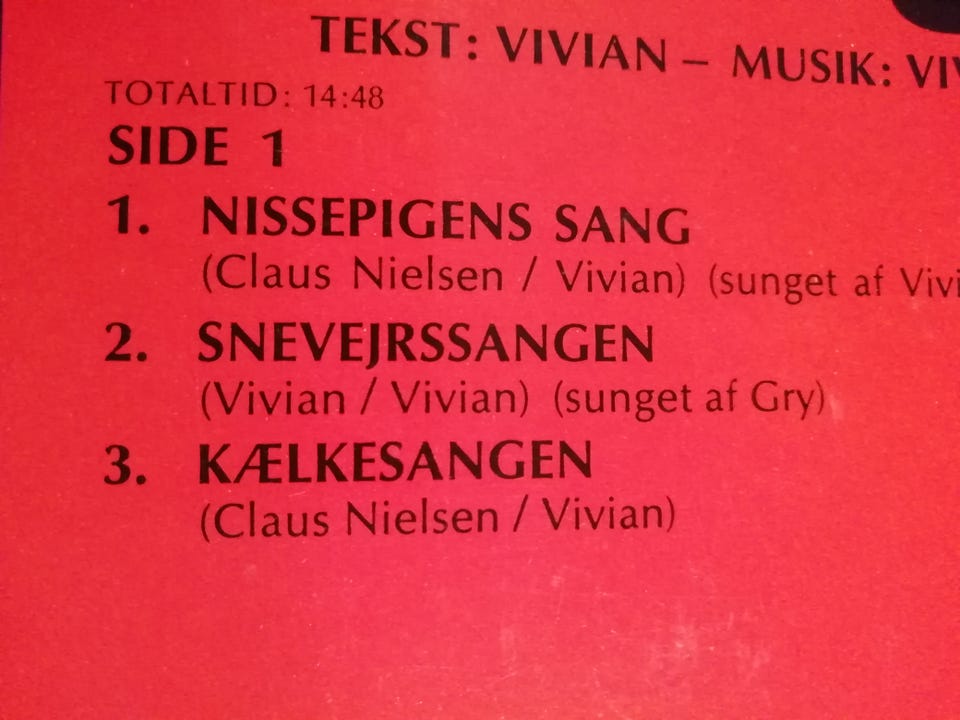 TEKST: VIVIAN – MUSIK:
TOTALTID: 14:48
SIDE 1
1. NISSEPIGENS SANG
(Claus Nielsen / Vivian) (sunget af
2. SNEVEJRSSANGEN
(Vivian / Vivian) (sunget af Gry)
3. KÆLKESANGEN
(Claus Nielsen / Vivian)